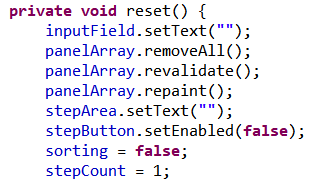 private void reset() {
    inputField.setText("");
    panelArray.removeAll();
    panelArray.revalidate();
    panelArray.repaint();
    stepArea.setText("");
    stepButton.setEnabled(false);
    sorting = false;
    stepCount = 1;